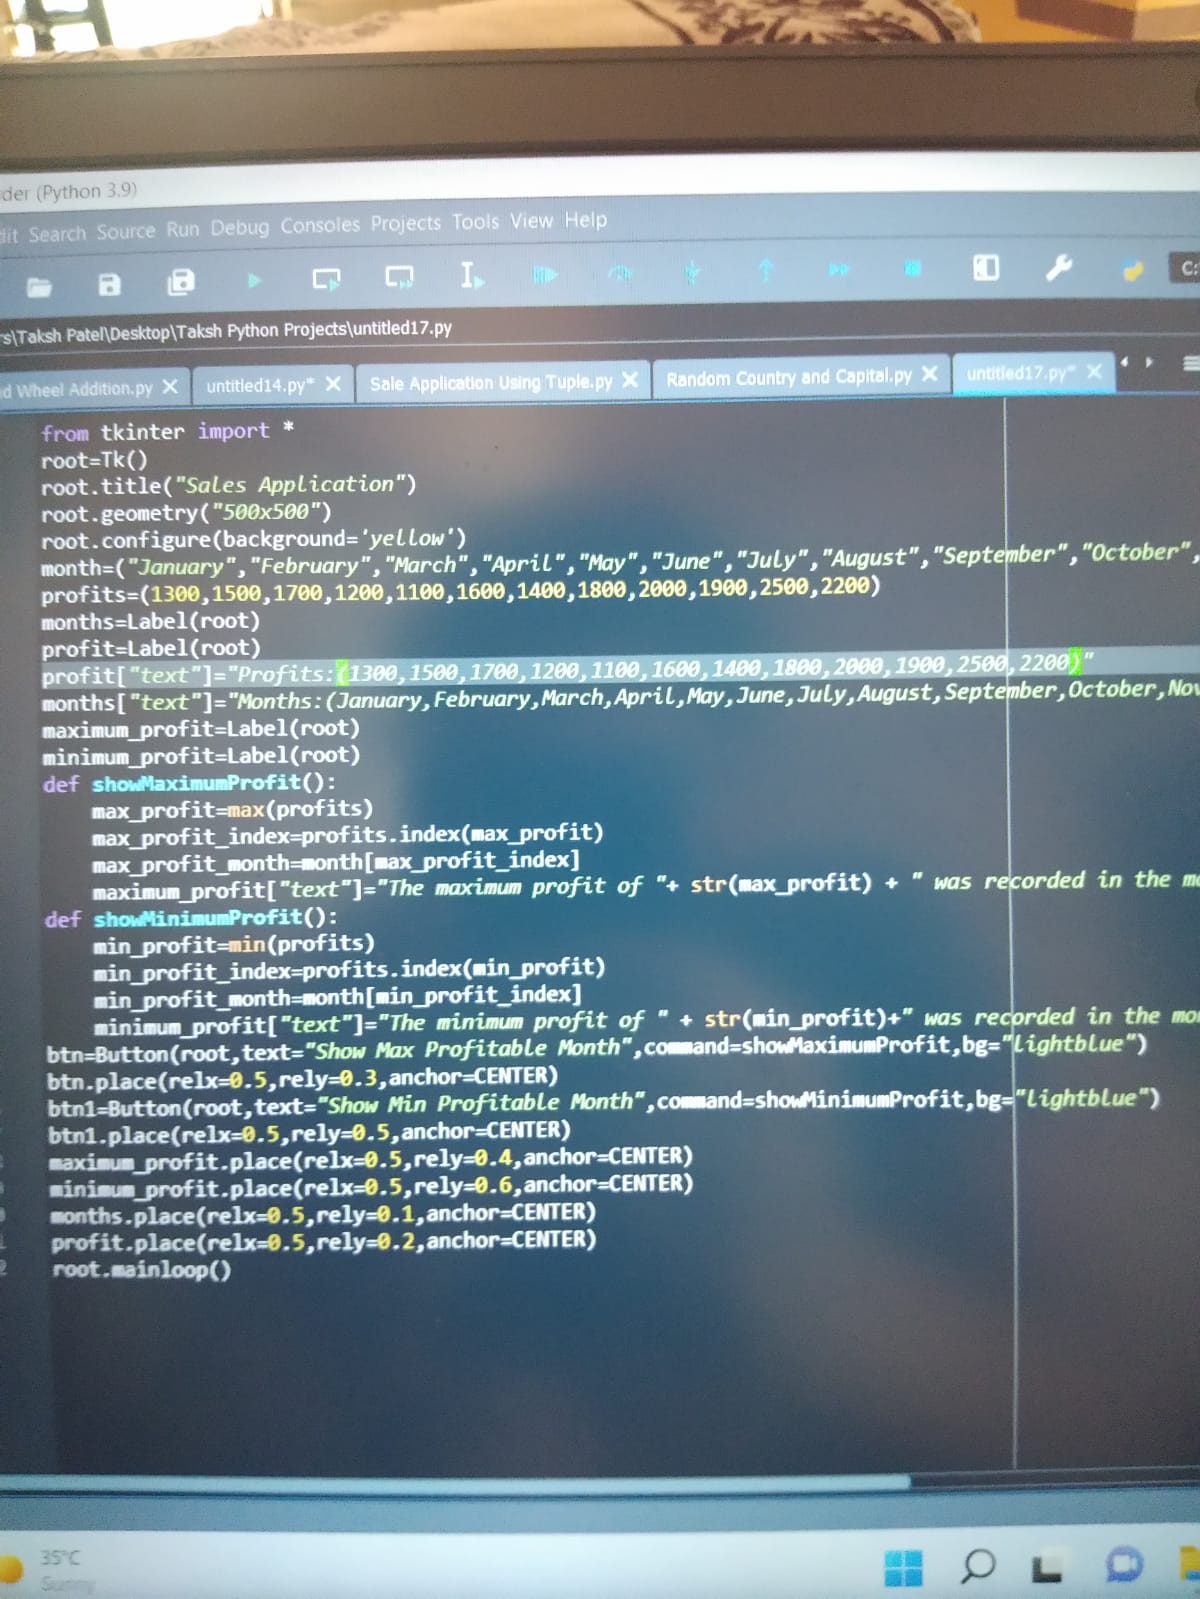 der (Python 3.9)
dit Search Source Run Debug Consoles Projects Tools View Help
C:
s\Taksh Patel\Desktop\Taksh Python Projects\untitled17.py
d Wheel Addition.py untitled14.py* Sale Application Using Tuple.py Random Country and Capital.py untitled17.py*
from tkinter import *
root=Tk()
root.title("Sales Application")
root.geometry("500x500")
root.configure(background='yellow')
month=("January","February","March","April","May","June","July","August","September","October",
profits=(1300,1500,1700,1200,1100,1600,1400,1800,2000,1900,2500,2200)
months=Label(root)
profit=Label(root)
profit["text"]="Profits:(1300,1500,1700,1200,1100,1600,1400,1800,2000,1900,2500,2200)"
months["text"]="Months:(January,February,March,April,May,June,July,August,September,October,Nov
maximum_profit=Label(root)
minimum_profit=Label(root)
def showMaximumProfit():
    max_profit=max(profits)
    max_profit_index=profits.index(max_profit)
    max_profit_month=month[max_profit_index]
    maximum_profit["text"]="The maximum profit of "+ str(max_profit) + " was recorded in the mo
def showMinimumProfit():
    min_profit=min(profits)
    min_profit_index=profits.index(min_profit)
    min_profit_month=month[min_profit_index]
    minimum_profit["text"]="The minimum profit of " + str(min_profit)+" was recorded in the mo
btn=Button(root,text="Show Max Profitable Month",command=showMaximumProfit,bg="lightblue")
btn.place(relx=0.5,rely=0.3,anchor=CENTER)
btn1=Button(root,text="Show Min Profitable Month",command=showMinimumProfit,bg="lightblue")
btn1.place(relx=0.5,rely=0.5,anchor=CENTER)
maximum_profit.place(relx=0.5,rely=0.4,anchor=CENTER)
minimum_profit.place(relx=0.5,rely=0.6,anchor=CENTER)
months.place(relx=0.5,rely=0.1,anchor=CENTER)
profit.place(relx=0.5,rely=0.2,anchor=CENTER)
root.mainloop()
35°C
Sunny